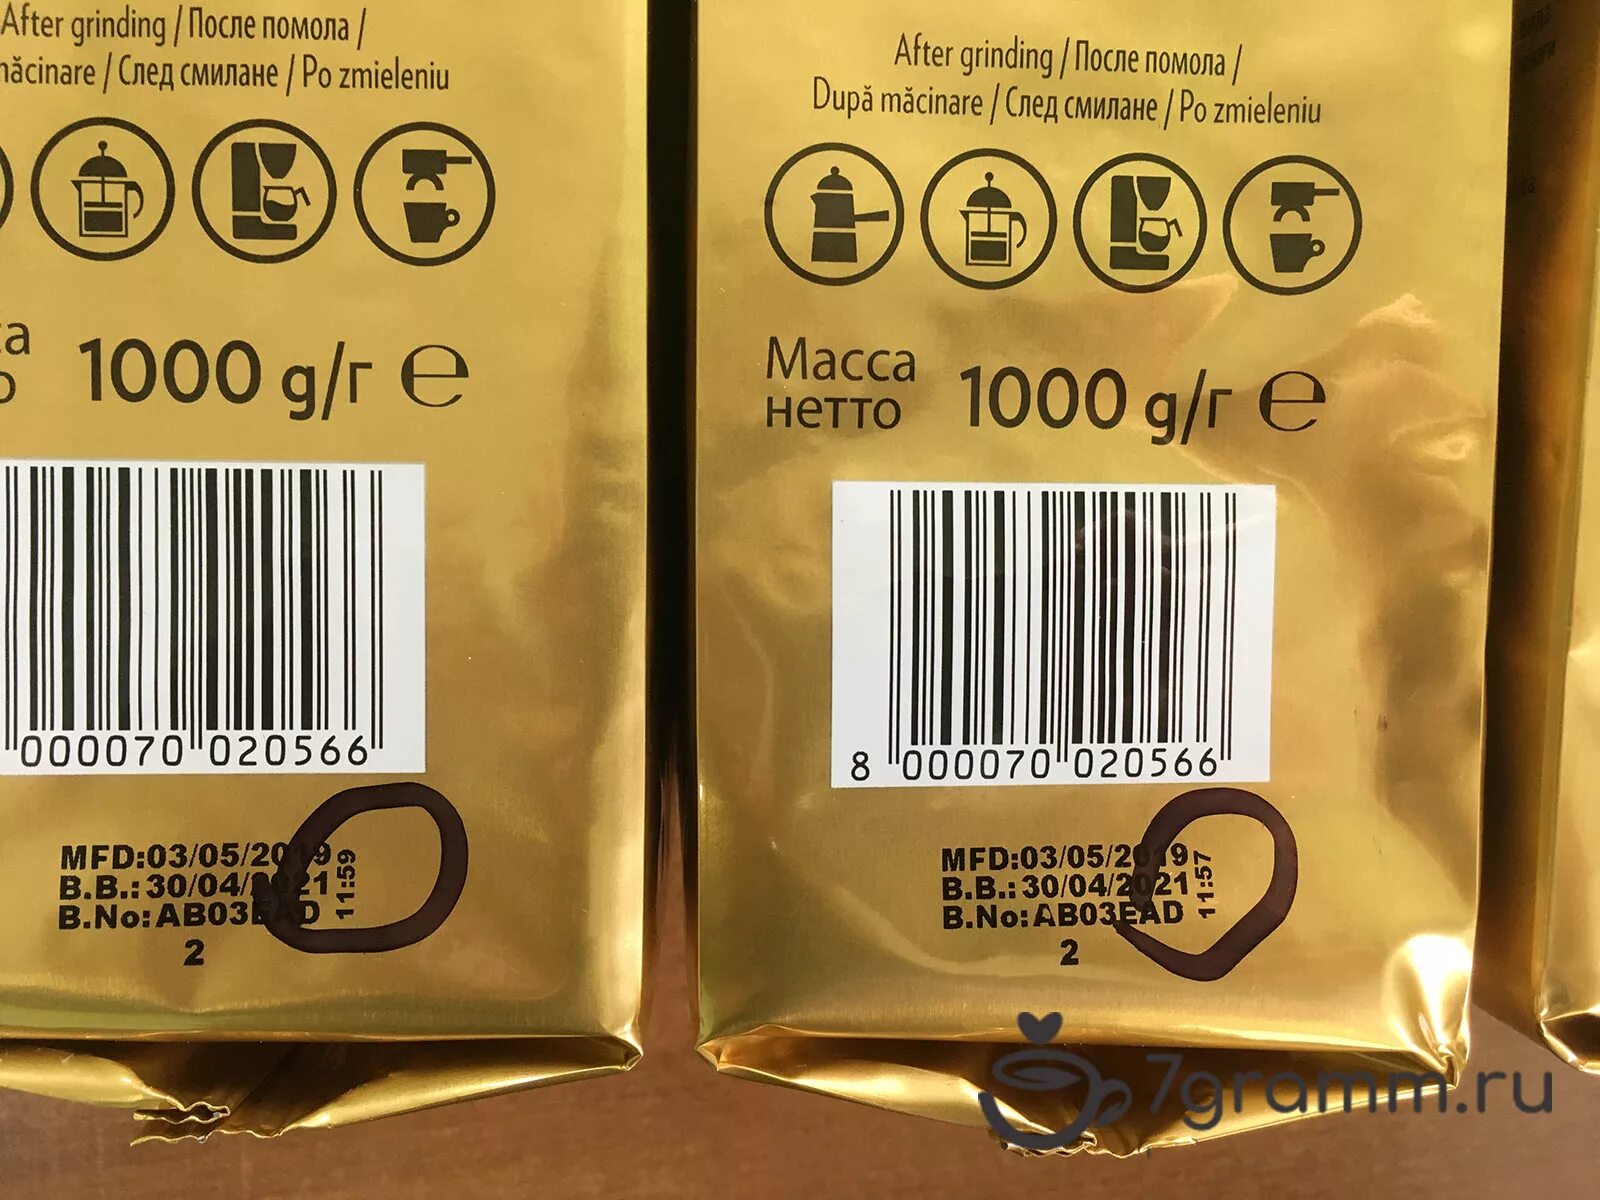 After grinding / После помола /
măcinare / След смилане / Po zmieleniu
1000 g/г ℮
000070 020566
MFD:03/05/2019
B.B.: 30/04/2021
B.No: AB03EAD
11:59
2
After grinding / После помола /
După măcinare / След смилане / Po zmieleniu
Масса
нетто
1000 g/г ℮
8 000070 020566
MFD:03/05/2019
B.B.: 30/04/2021
B.No: AB03EAD
11:57
2
7gramm.ru